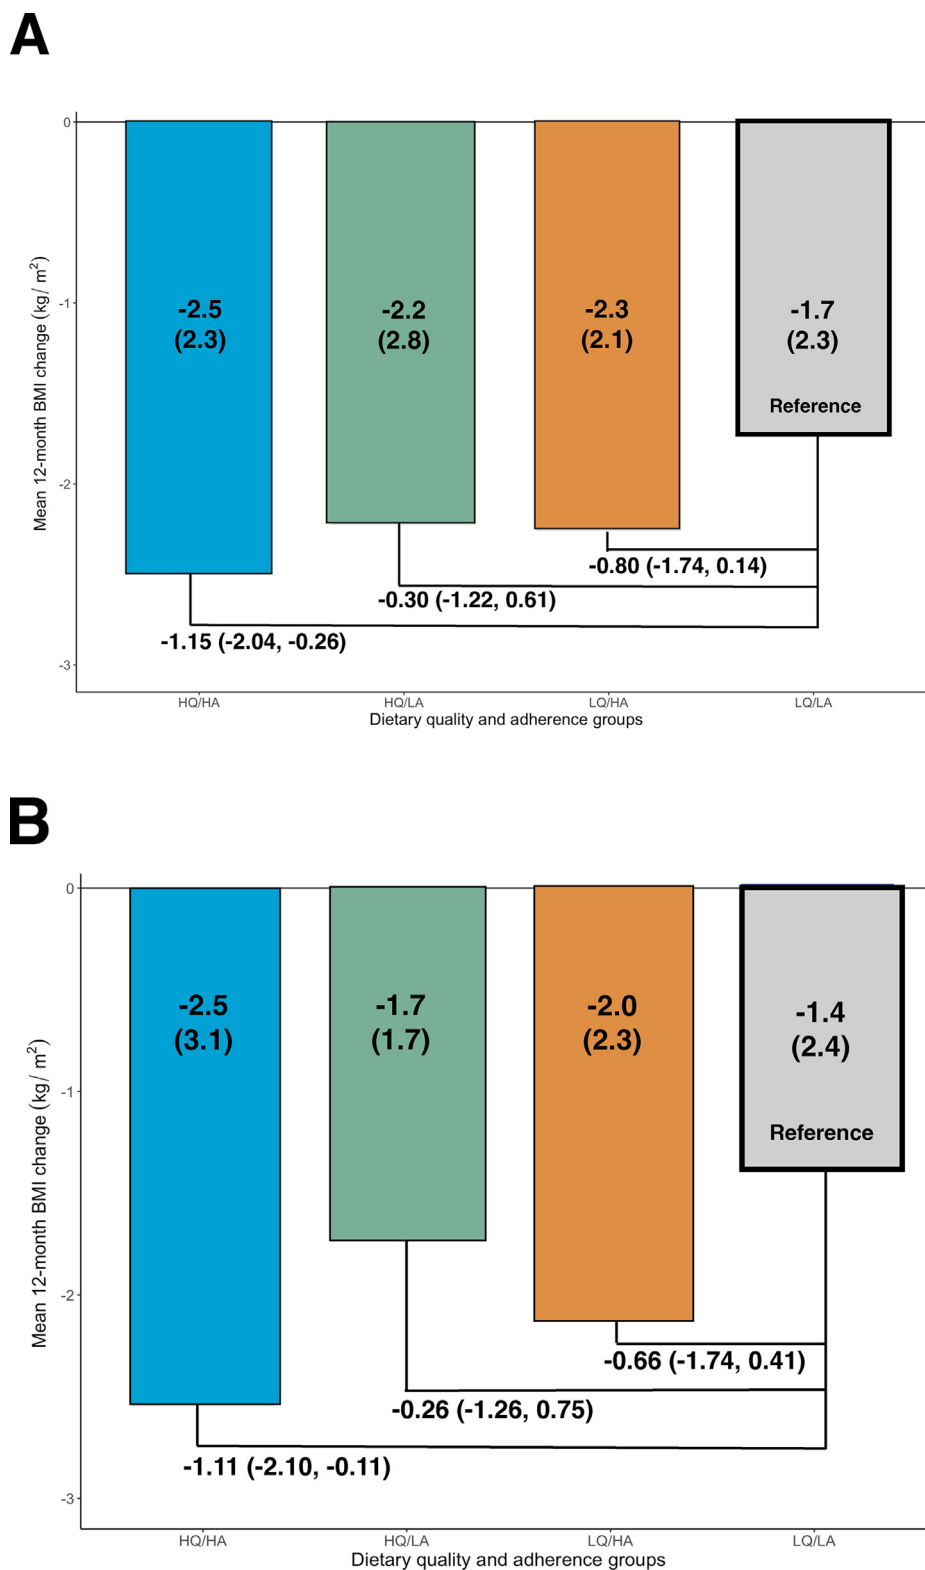 A
0
-1
-2
-3
Mean 12-month BMI change (kg/ m²)
-2.5
(2.3)
-2.2
(2.8)
-2.3
(2.1)
-1.7
(2.3)
Reference
-0.80 (-1.74, 0.14)
-0.30 (-1.22, 0.61)
-1.15 (-2.04, -0.26)
HQ/HA
HQ/LA
LQ/HA
LQ/LA
Dietary quality and adherence groups
B
0
-1
-2
-3
Mean 12-month BMI change (kg/ m²)
-2.5
(3.1)
-1.7
(1.7)
-2.0
(2.3)
-1.4
(2.4)
Reference
-0.66 (-1.74, 0.41)
-0.26 (-1.26, 0.75)
-1.11 (-2.10, -0.11)
HQ/HA
HQ/LA
LQ/HA
LQ/LA
Dietary quality and adherence groups